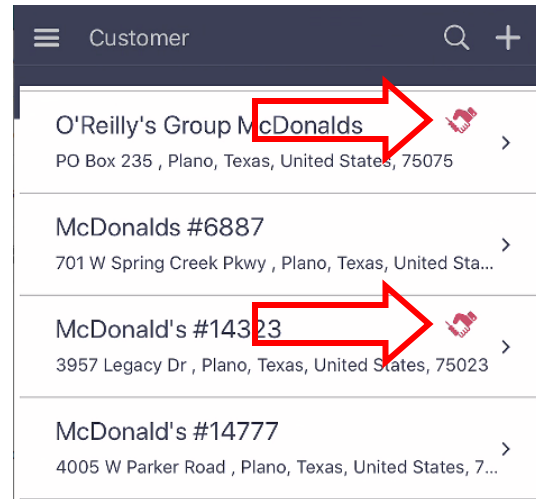 Customer
O'Reilly's Group McDonalds
PO Box 235 , Plano, Texas, United States, 75075
McDonalds #6887
701 W Spring Creek Pkwy , Plano, Texas, United Sta...
McDonald's #14323
3957 Legacy Dr , Plano, Texas, United States, 75023
McDonald's #14777
4005 W Parker Road , Plano, Texas, United States, 7...